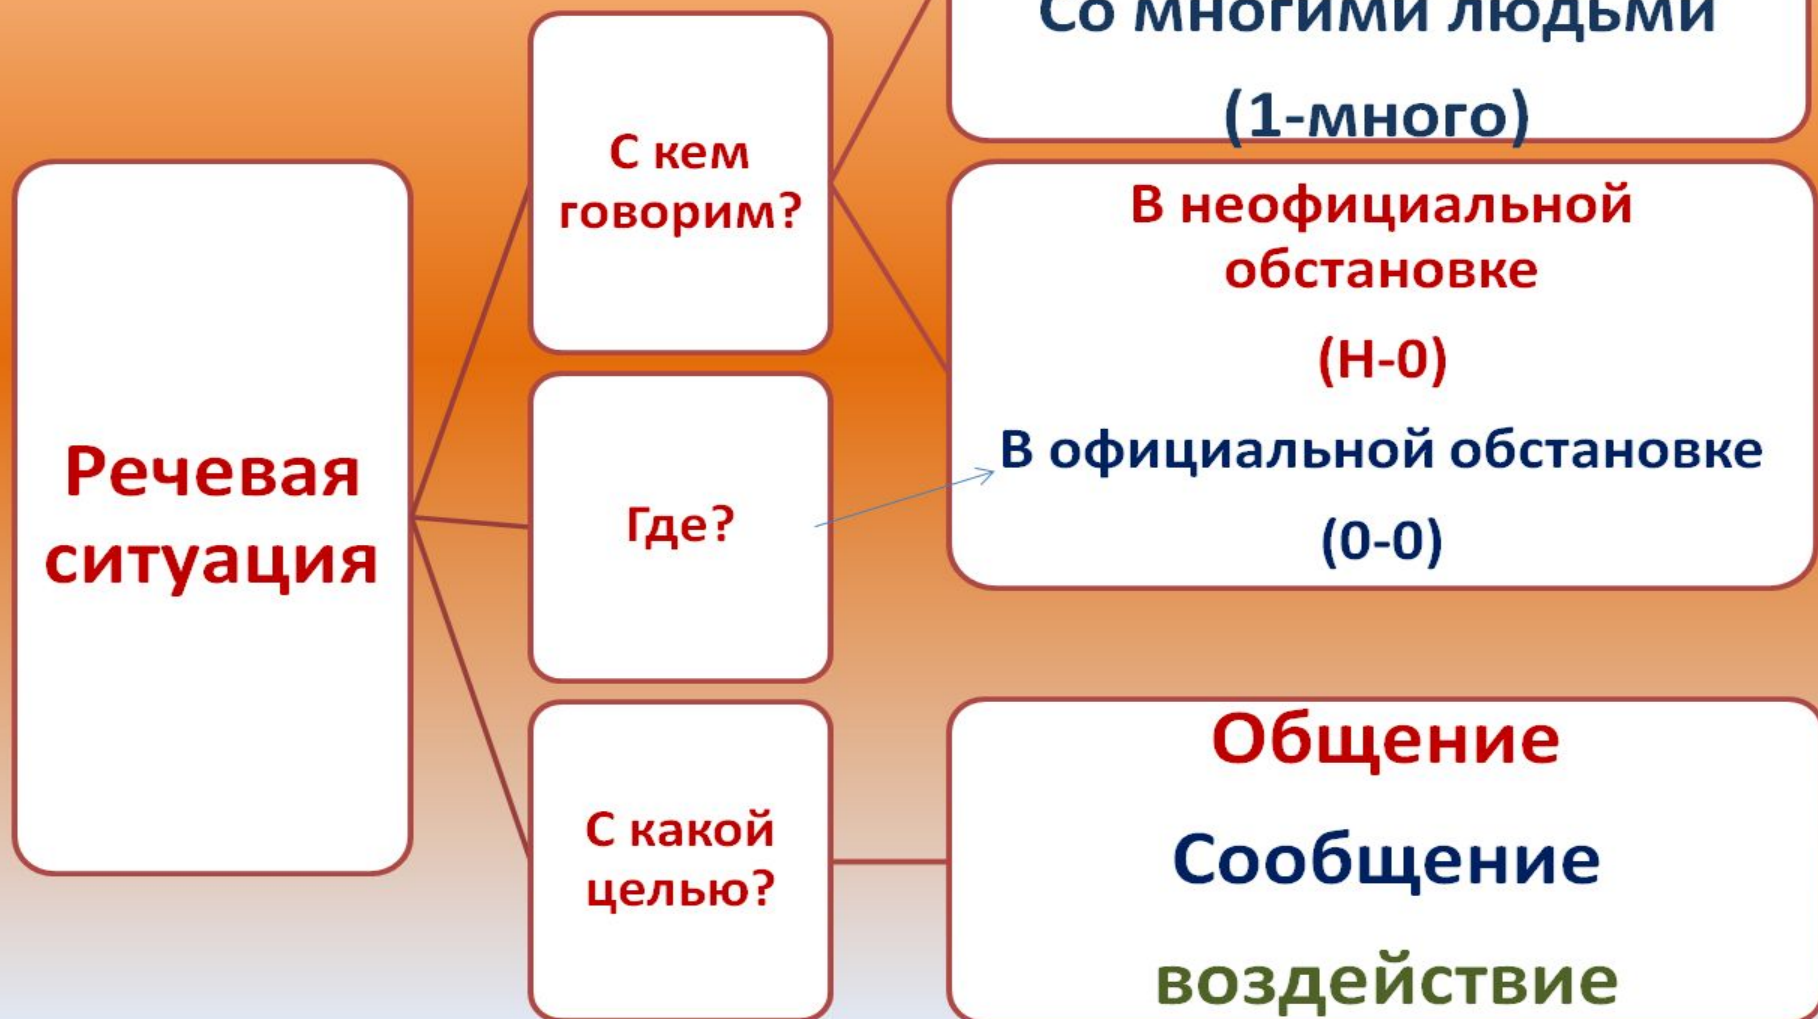 Речевая
ситуация
С кем
говорим?
Со многими людьми
(1-много)
Где?
В неофициальной
обстановке
(Н-0)
В официальной обстановке
(0-0)
С какой
целью?
Общение
Сообщение
воздействие